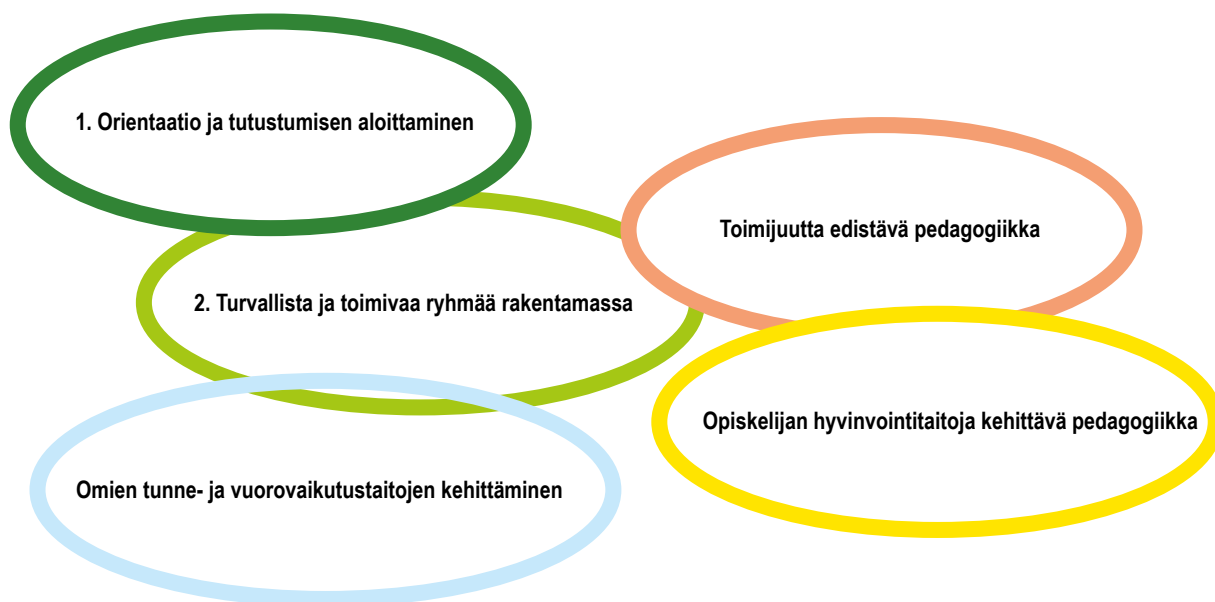 1. Orientaatio ja tutustumisen aloittaminen
2. Turvallista ja toimivaa ryhmää rakentamassa
Omien tunne- ja vuorovaikutustaitojen kehittäminen
Toimijuutta edistävä pedagogiikka
Opiskelijan hyvinvointitaitoja kehittävä pedagogiikka